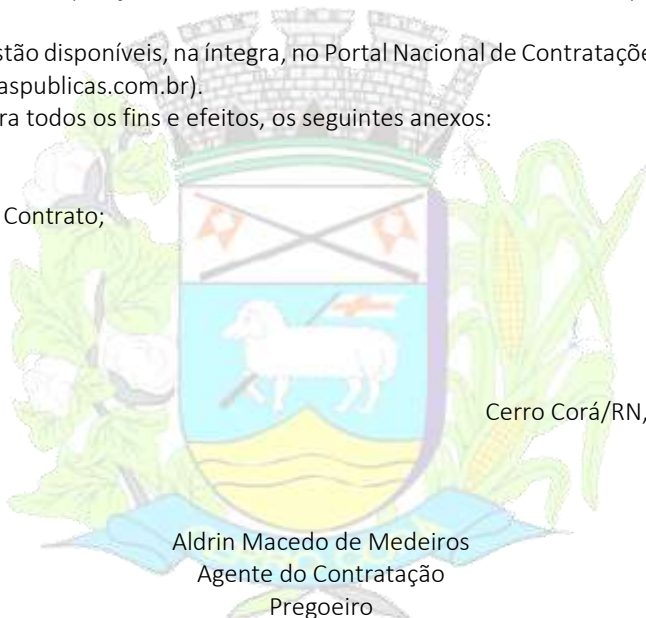 stão disponíveis, na íntegra, no Portal Nacional de Contrataçõe
aspublicas.com.br).
ra todos os fins e efeitos, os seguintes anexos:
Contrato;
Cerro Corá/RN,
Aldrin Macedo de Medeiros
Agente do Contratação
Pregoeiro